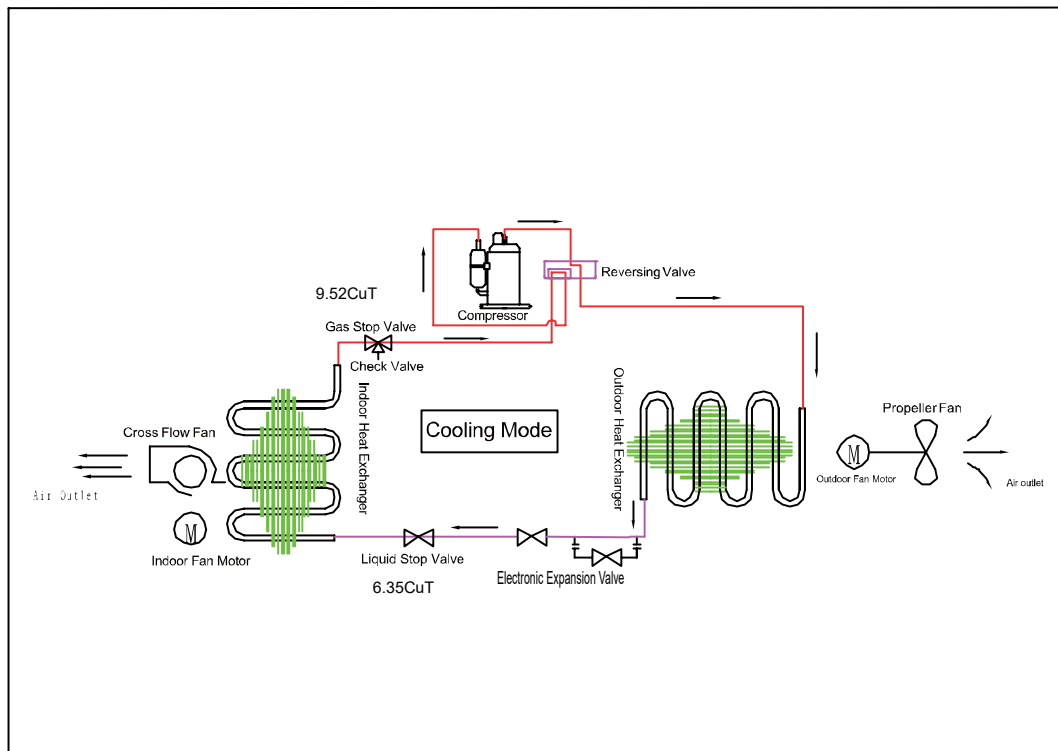 Reversing Valve
9.52CuT
Compressor
Gas Stop Valve
Check Valve
Indoor Heat Exchanger
Outdoor Heat Exchanger
Cooling Mode
Propeller Fan
Cross Flow Fan
M
Outdoor Fan Motor
Air outlet
Air Outlet
M
Indoor Fan Motor
Liquid Stop Valve
Electronic Expansion Valve
6.35CuT